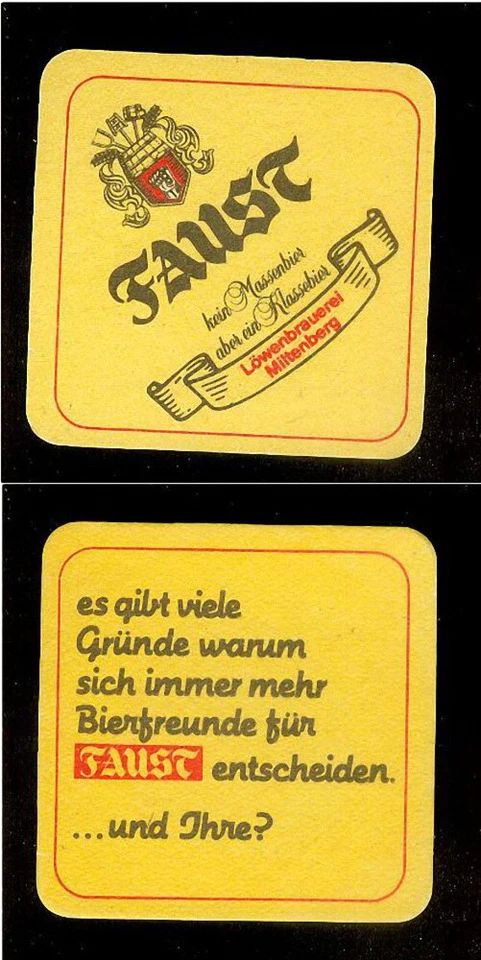 FAUST
kein Massenbier
aber ein Klassebier
Löwenbrauerei
Miltenberg
es gibt viele
Gründe warum
sich immer mehr
Bierfreunde für
FAUST entscheiden.
...und Ihre?